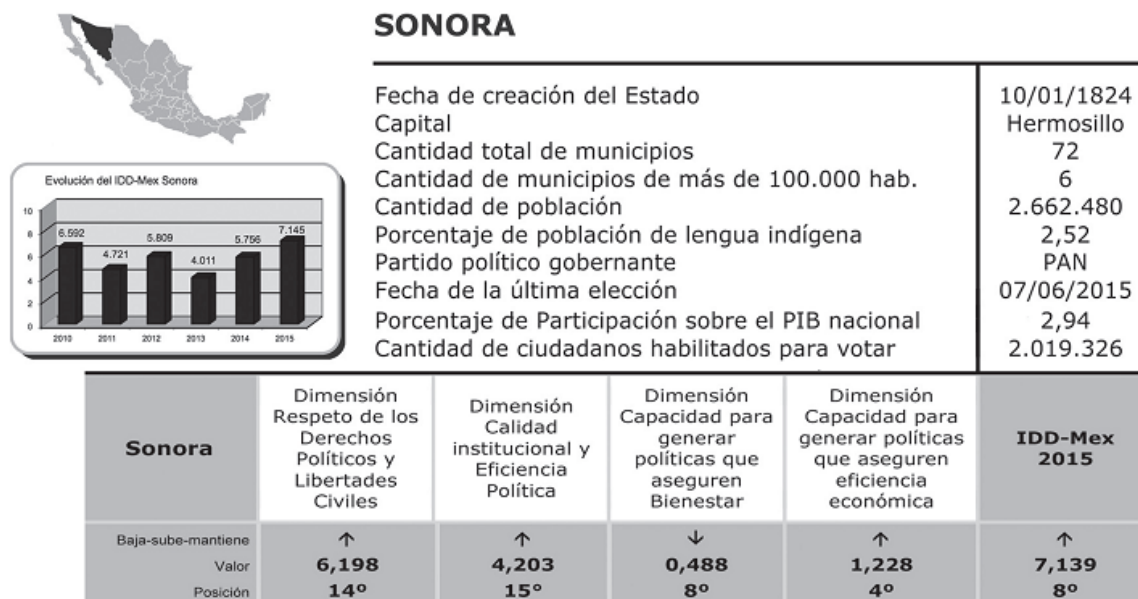 SONORA
Fecha de creación del Estado 10/01/1824
Capital Hermosillo
Cantidad total de municipios 72
Cantidad de municipios de más de 100.000 hab. 6
Cantidad de población 2.662.480
Porcentaje de población de lengua indígena 2,52
Partido político gobernante PAN
Fecha de la última elección 07/06/2015
Porcentaje de Participación sobre el PIB nacional 2,94
Cantidad de ciudadanos habilitados para votar 2.019.326
Evolución del IDD-Mex Sonora
10
8
6
4
2
0
6.592 4.721 5.809 4.011 5.756 7.145
2010 2011 2012 2013 2014 2015
Sonora
Dimensión
Respeto de los
Derechos
Políticos y
Libertades
Civiles
Dimensión
Calidad
institucional y
Eficiencia
Política
Dimensión
Capacidad para
generar
políticas que
aseguren
Bienestar
Dimensión
Capacidad para
generar políticas
que aseguren
eficiencia
económica
IDD-Mex
2015
Baja-sube-mantiene ↑ ↑ ↓ ↑ ↑
Valor 6,198 4,203 0,488 1,228 7,139
Posición 14º 15º 8º 4º 8º